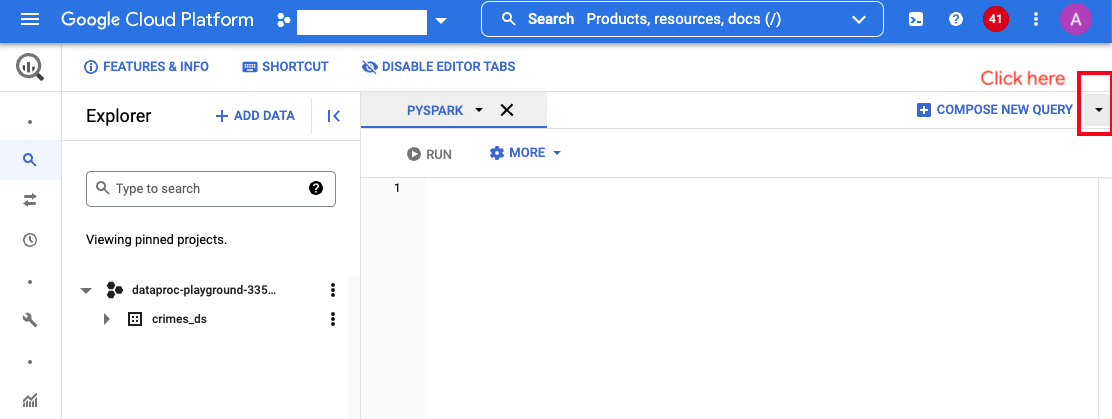 Google Cloud Platform
Search Products, resources, docs (/)
41
A
FEATURES & INFO
SHORTCUT
DISABLE EDITOR TABS
Click here
Explorer
+ ADD DATA
PYSPARK
COMPOSE NEW QUERY
RUN
MORE
Type to search
1
Viewing pinned projects.
dataproc-playground-335...
crimes_ds